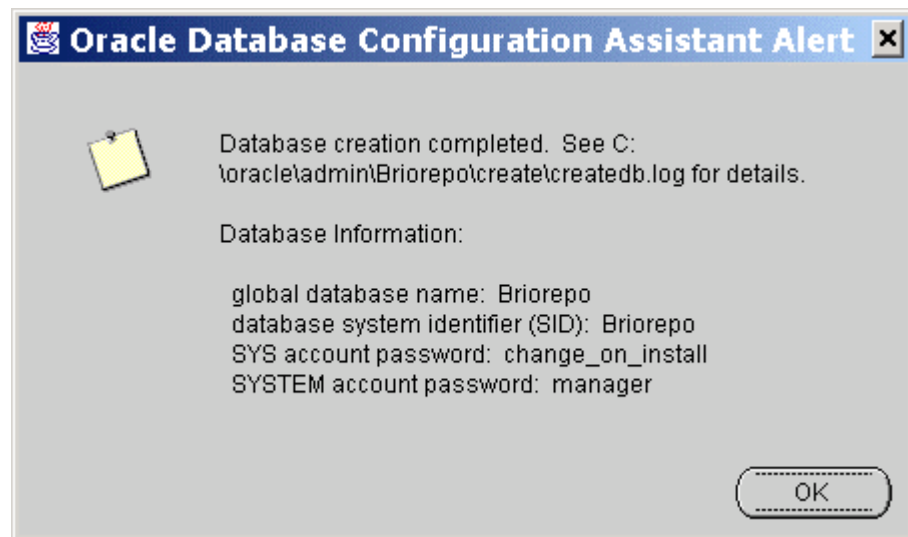 Oracle Database Configuration Assistant Alert
Database creation completed.  See C:
\oracle\admin\Briorepo\create\createdb.log for details.
Database Information:
global database name:  Briorepo
database system identifier (SID):  Briorepo
SYS account password:  change_on_install
SYSTEM account password:  manager
OK